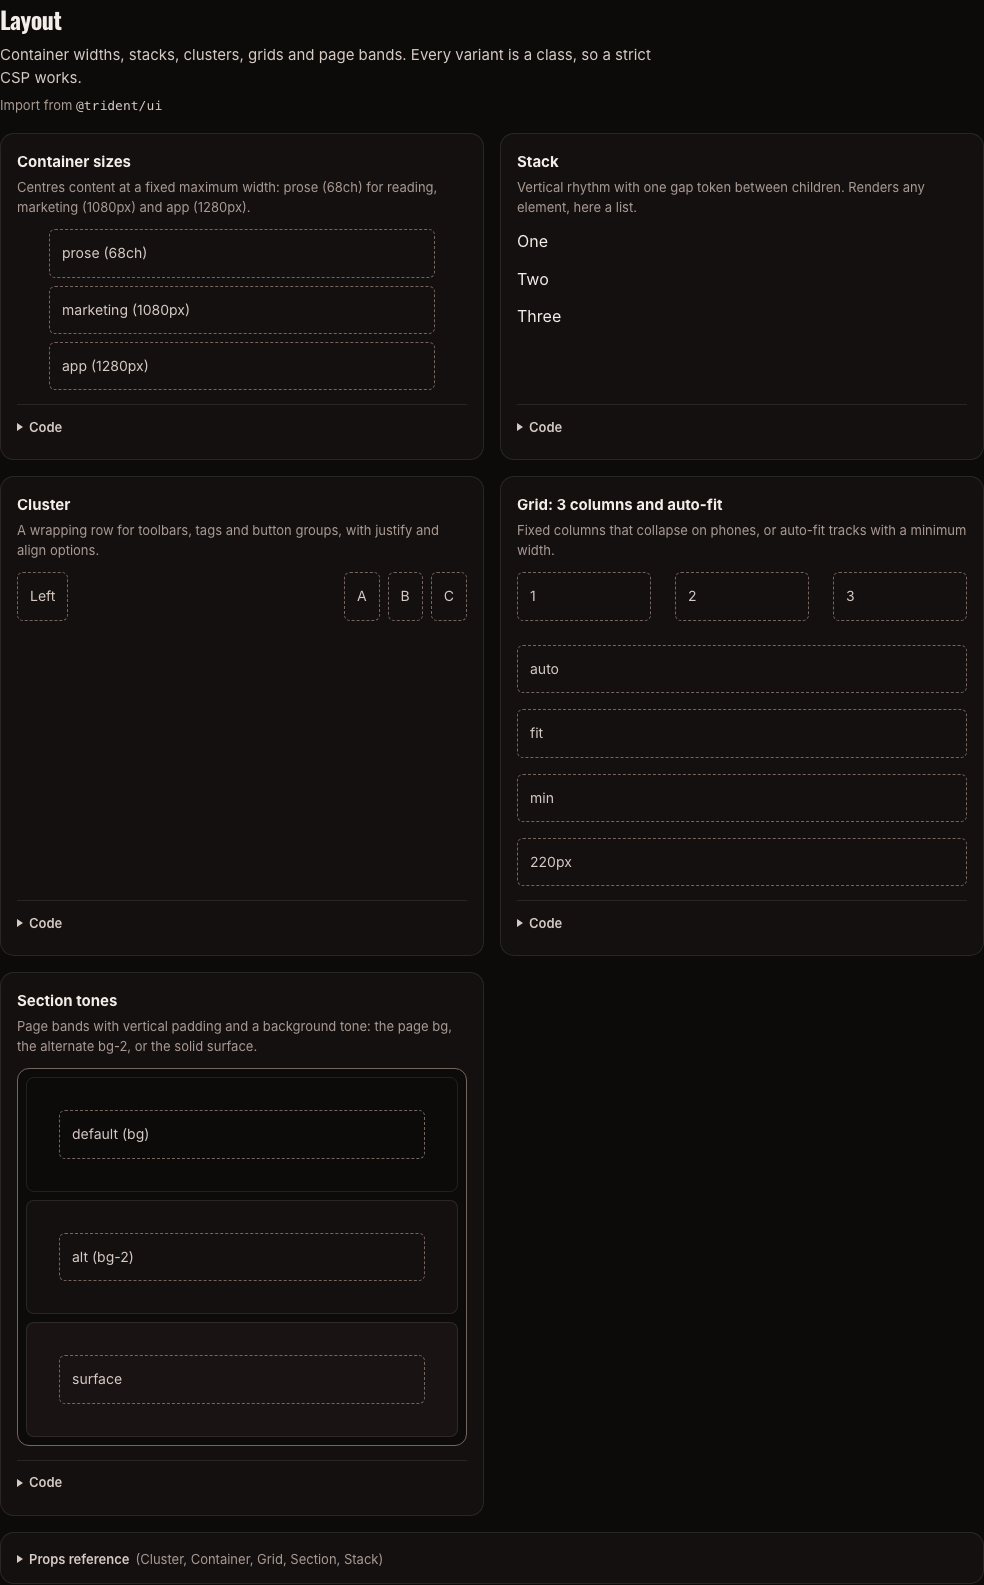 Layout
Container widths, stacks, clusters, grids and page bands. Every variant is a class, so a strict
CSP works.
Import from @trident/ui
Container sizes
Centres content at a fixed maximum width: prose (68ch) for reading,
marketing (1080px) and app (1280px).
prose (68ch)
marketing (1080px)
app (1280px)
Code
Stack
Vertical rhythm with one gap token between children. Renders any
element, here a list.
One
Two
Three
Code
Cluster
A wrapping row for toolbars, tags and button groups, with justify and
align options.
Left A B C
Code
Grid: 3 columns and auto-fit
Fixed columns that collapse on phones, or auto-fit tracks with a minimum
width.
1 2 3
auto
fit
min
220px
Code
Section tones
Page bands with vertical padding and a background tone: the page bg,
the alternate bg-2, or the solid surface.
default (bg)
alt (bg-2)
surface
Code
Props reference (Cluster, Container, Grid, Section, Stack)